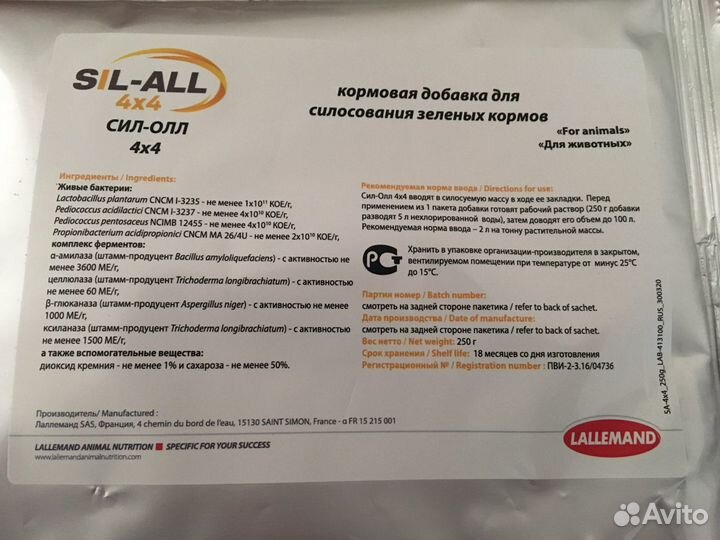 SIL-ALL
4x4
СИЛ-ОЛЛ
4x4
кормовая добавка для
силосования зеленых кормов
«For animals»
«Для животных»
Ингредиенты / Ingredients:
Живые бактерии:
Lactobacillus plantarum CNCM I-3235 - не менее 1x10¹¹ КОЕ/г,
Pediococcus acidilactici CNCM I-3237 - не менее 4x10¹⁰ КОЕ/г,
Pediococcus pentosaceus NCIMB 12455 - не менее 4x10¹⁰ КОЕ/г,
Propionibacterium acidipropionici CNCM MA 26/4U - не менее 2x10¹⁰ КОЕ/г,
комплекс ферментов:
α-амилаза (штамм-продуцент Bacillus amyloliquefaciens) - с активностью не
менее 3600 МЕ/г,
целлюлаза (штамм-продуцент Trichoderma longibrachiatum) - с активностью
не менее 60 МЕ/г,
β-глюканаза (штамм-продуцент Aspergillus niger) - с активностью не менее
1000 МЕ/г,
ксиланаза (штамм-продуцент Trichoderma longibrachiatum) - с активностью
не менее 1500 МЕ/г,
а также вспомогательные вещества:
диоксид кремния - не менее 1% и сахароза - не менее 50%.
Рекомендуемая норма ввода / Directions for use:
Сил-Олл 4x4 вводят в силосуемую массу в ходе ее закладки. Перед
применением из 1 пакета добавки готовят рабочий раствор (250 г добавки
разводят 5 л нехлорированной воды), затем доводят его объем до 100 л.
Рекомендуемая норма ввода – 2 л на тонну растительной массы.
РСТ
Хранить в упаковке организации-производителя в закрытом,
вентилируемом помещении при температуре от минус 25°С
до 15°С.
Партии номер / Batch number:
смотреть на задней стороне пакетика / refer to back of sachet.
Дата производства / Date of manufacture:
смотреть на задней стороне пакетика / refer to back of sachet.
Вес нетто / Net weight: 250 г
Срок хранения / Shelf life: 18 месяцев со дня изготовления
Регистрационный № / Registration number : ПВИ-2-3.16/04736
SA-4x4_250g_LAB-413100_RUS_300320
Производитель/ Manufactured :
Лаллеманд SAS, Франция, 4 chemin du bord de l'eau, 15130 SAINT SIMON, France - α FR 15 215 001
LALLEMAND ANIMAL NUTRITION SPECIFIC FOR YOUR SUCCESS
www.lallemandanimalnutrition.com
LALLEMAND
Avito